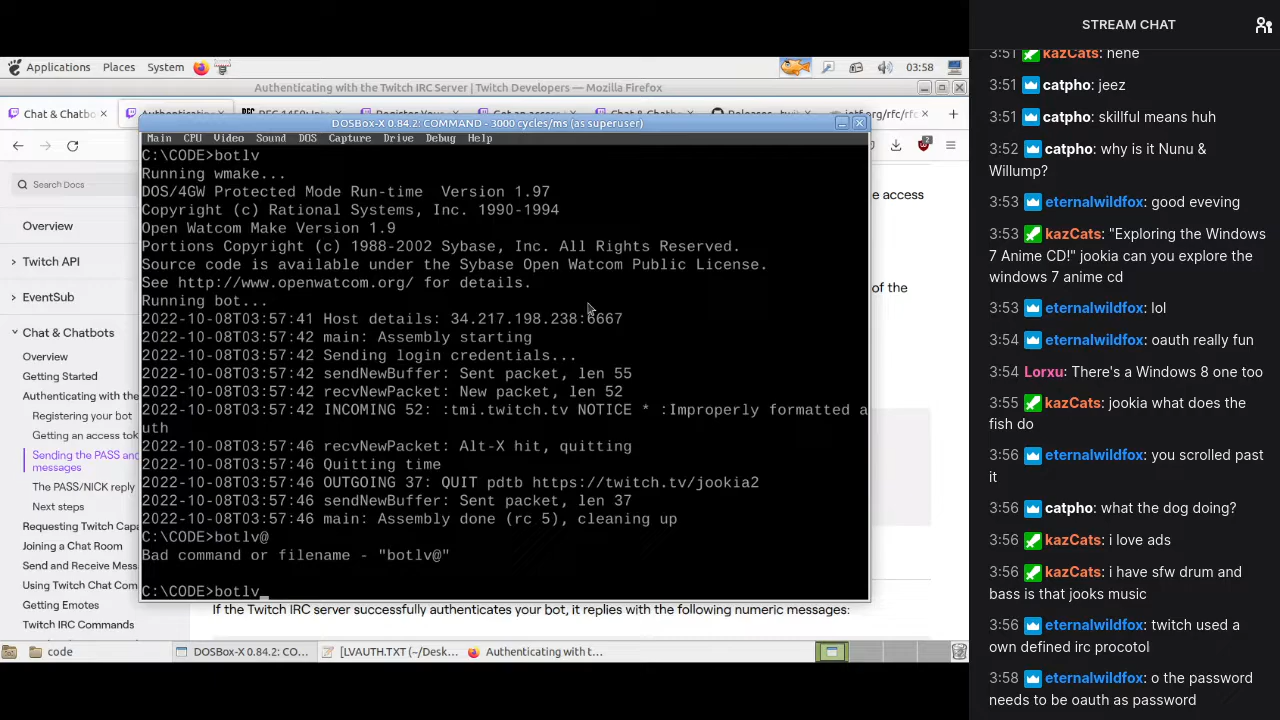 Applications Places System
03:58
Authenticating with the Twitch IRC Server | Twitch Developers — Mozilla Firefox
Chat & Chatbo
DOSBox-X 0.84.2: COMMAND - 3000 cycles/ms (as superuser)
Main CPU Video Sound DOS Capture Drive Debug Help
Search Docs
Overview
Twitch API
EventSub
Chat & Chatbots
Overview
Getting Started
Authenticating with the
Registering your bot
Getting an access tok
Sending the PASS an
messages
The PASS/NICK reply
Next steps
Requesting Twitch Capa
Joining a Chat Room
Send and Receive Mess
Using Twitch Chat Com
Getting Emotes
Twitch IRC Commands
C:\CODE>botlv
Running wmake...
DOS/4GW Protected Mode Run-time  Version 1.97
Copyright (c) Rational Systems, Inc. 1990-1994
Open Watcom Make Version 1.9
Portions Copyright (c) 1988-2002 Sybase, Inc. All Rights Reserved.
Source code is available under the Sybase Open Watcom Public License.
See http://www.openwatcom.org/ for details.
Running bot...
2022-10-08T03:57:41 Host details: 34.217.198.238:6667
2022-10-08T03:57:42 main: Assembly starting
2022-10-08T03:57:42 Sending login credentials...
2022-10-08T03:57:42 sendNewBuffer: Sent packet, len 55
2022-10-08T03:57:42 recvNewPacket: New packet, len 52
2022-10-08T03:57:42 INCOMING 52: :tmi.twitch.tv NOTICE * :Improperly formatted a
uth
2022-10-08T03:57:46 recvNewPacket: Alt-X hit, quitting
2022-10-08T03:57:46 Quitting time
2022-10-08T03:57:46 OUTGOING 37: QUIT pdtb https://twitch.tv/jookia2
2022-10-08T03:57:46 sendNewBuffer: Sent packet, len 37
2022-10-08T03:57:46 main: Assembly done (rc 5), cleaning up
C:\CODE>botlv@
Bad command or filename - "botlv@"
C:\CODE>botlv_
e access
of the
If the Twitch IRC server successfully authenticates your bot, it replies with the following numeric messages:
code
DOSBox-X 0.84.2: CO...
[LVAUTH.TXT (~/Desk...
Authenticating with t...
STREAM CHAT
3:51 kazCats: hehe
3:51 catpho: jeez
3:51 catpho: skillful means huh
3:52 catpho: why is it Nunu &
Willump?
3:53 eternalwildfox: good eveving
3:53 kazCats: "Exploring the Windows
7 Anime CD!" jookia can you explore the
windows 7 anime cd
3:53 eternalwildfox: lol
3:54 eternalwildfox: oauth really fun
3:54 Lorxu: There's a Windows 8 one too
3:55 kazCats: jookia what does the
fish do
3:56 eternalwildfox: you scrolled past
it
3:56 catpho: what the dog doing?
3:56 kazCats: i love ads
3:56 kazCats: i have sfw drum and
bass is that jooks music
3:56 eternalwildfox: twitch used a
own defined irc procotol
3:58 eternalwildfox: o the password
needs to be oauth as password